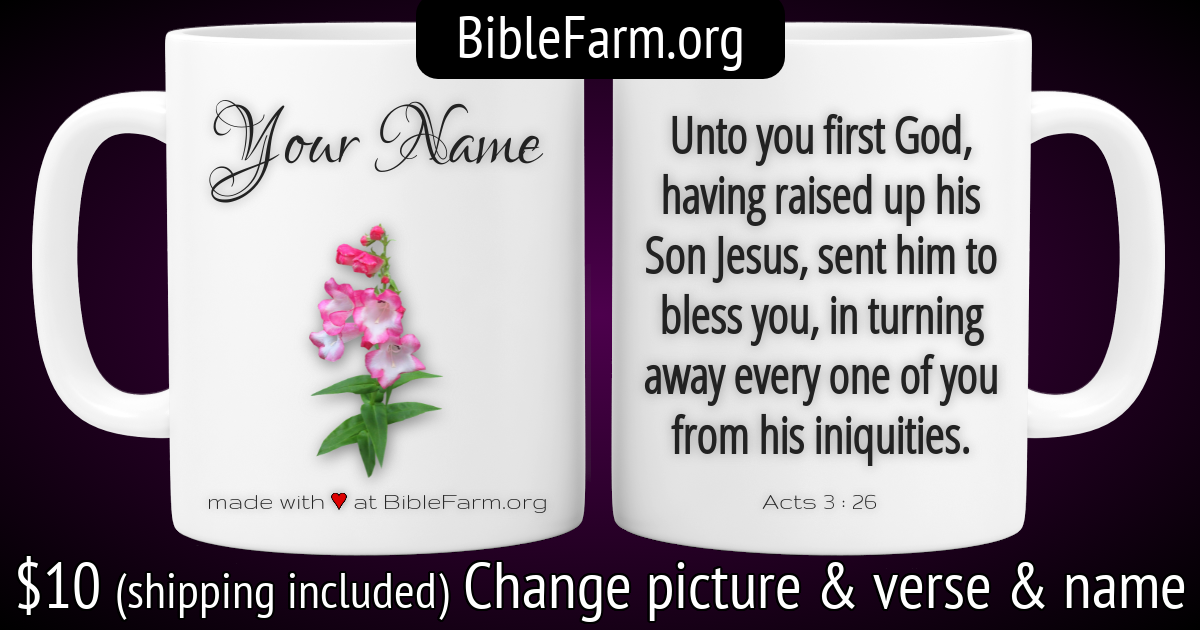 BibleFarm.org
Your Name
made with ❤ at BibleFarm.org
Unto you first God,
having raised up his
Son Jesus, sent him to
bless you, in turning
away every one of you
from his iniquities.
Acts 3 : 26
$10 (shipping included) Change picture & verse & name